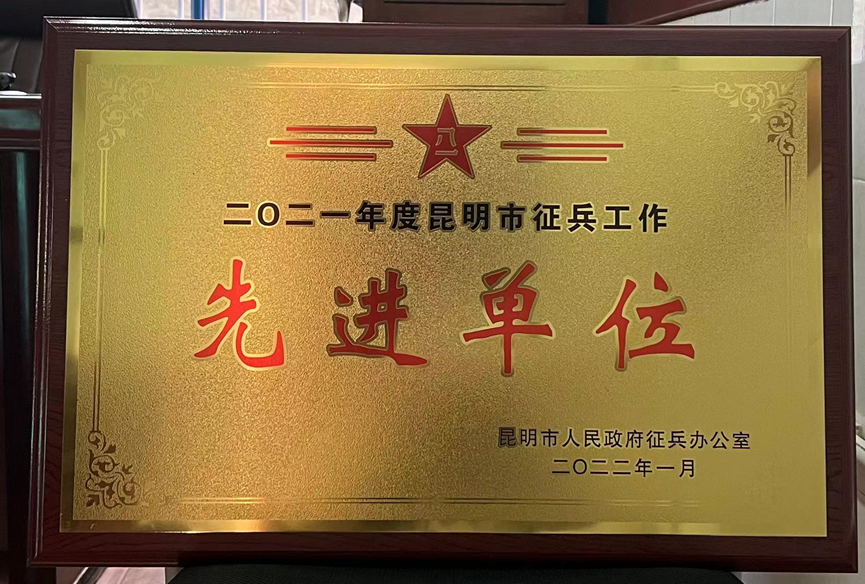 八一
二〇二一年度昆明市征兵工作
先进单位
昆明市人民政府征兵办公室
二〇二二年一月